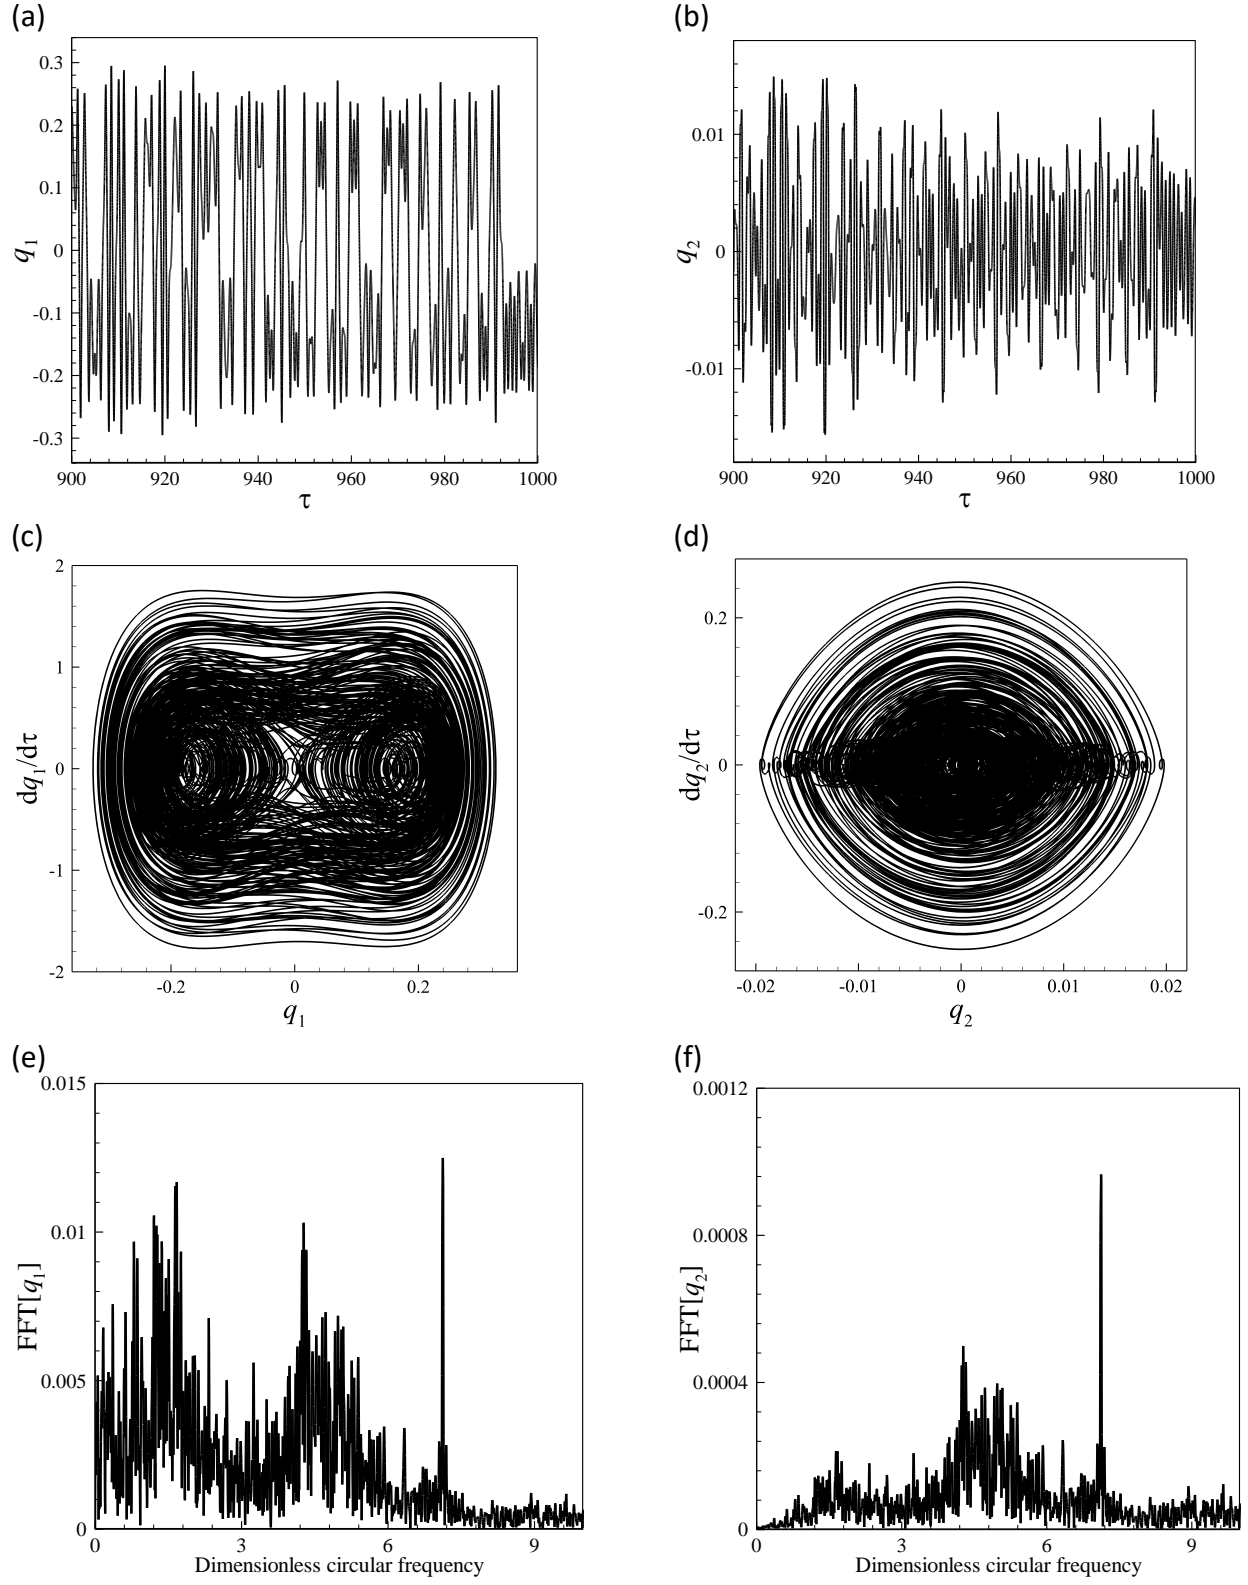 (a)
0.3
0.2
0.1
0
-0.1
-0.2
-0.3
q1
900 920 940 960 980 1000
τ
(b)
0.01
0
-0.01
q2
900 920 940 960 980 1000
τ
(c)
2
1
0
-1
-2
dq1/dτ
-0.2 0 0.2
q1
(d)
0.2
0
-0.2
dq2/dτ
-0.02 -0.01 0 0.01 0.02
q2
(e)
0.015
0.01
0.005
0
FFT[q1]
0 3 6 9
Dimensionless circular frequency
(f)
0.0012
0.0008
0.0004
0
FFT[q2]
0 3 6 9
Dimensionless circular frequency